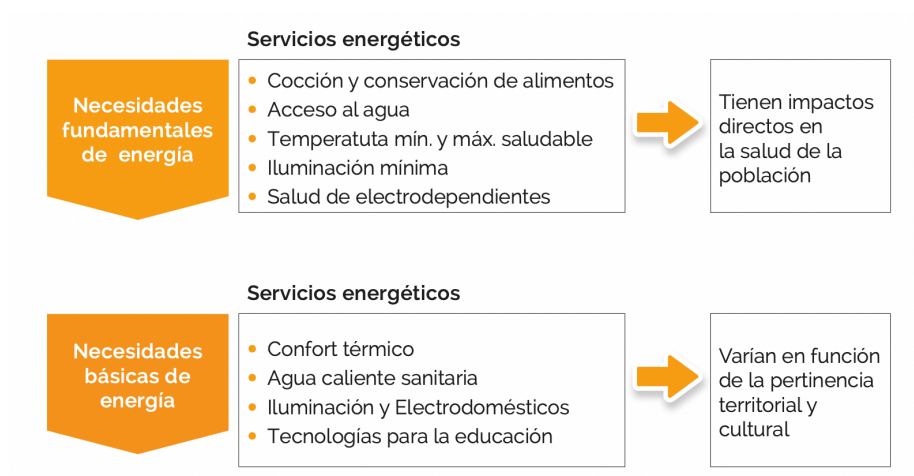 Servicios energéticos
Necesidades
fundamentales
de energía
Cocción y conservación de alimentos
Acceso al agua
Temperatuta mín. y máx. saludable
Iluminación mínima
Salud de electrodependientes
Tienen impactos
directos en
la salud de la
población
Servicios energéticos
Necesidades
básicas de
energía
Confort térmico
Agua caliente sanitaria
Iluminación y Electrodomésticos
Tecnologías para la educación
Varían en función
de la pertinencia
territorial y
cultural